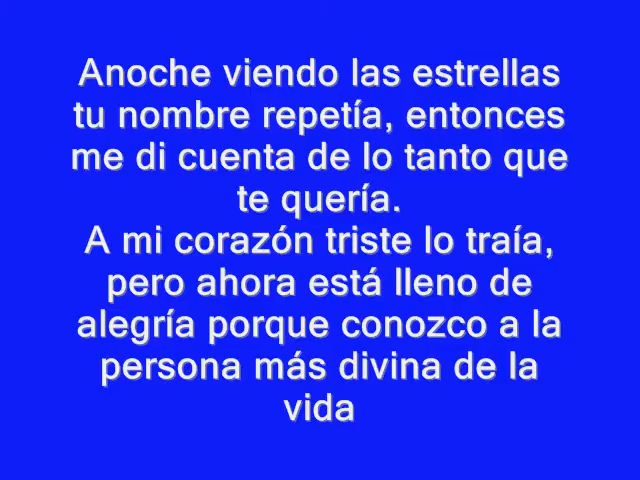 Anoche viendo las estrellas
tu nombre repetía, entonces
me di cuenta de lo tanto que
te quería.
A mi corazón triste lo traía,
pero ahora está lleno de
alegría porque conozco a la
persona más divina de la
vida